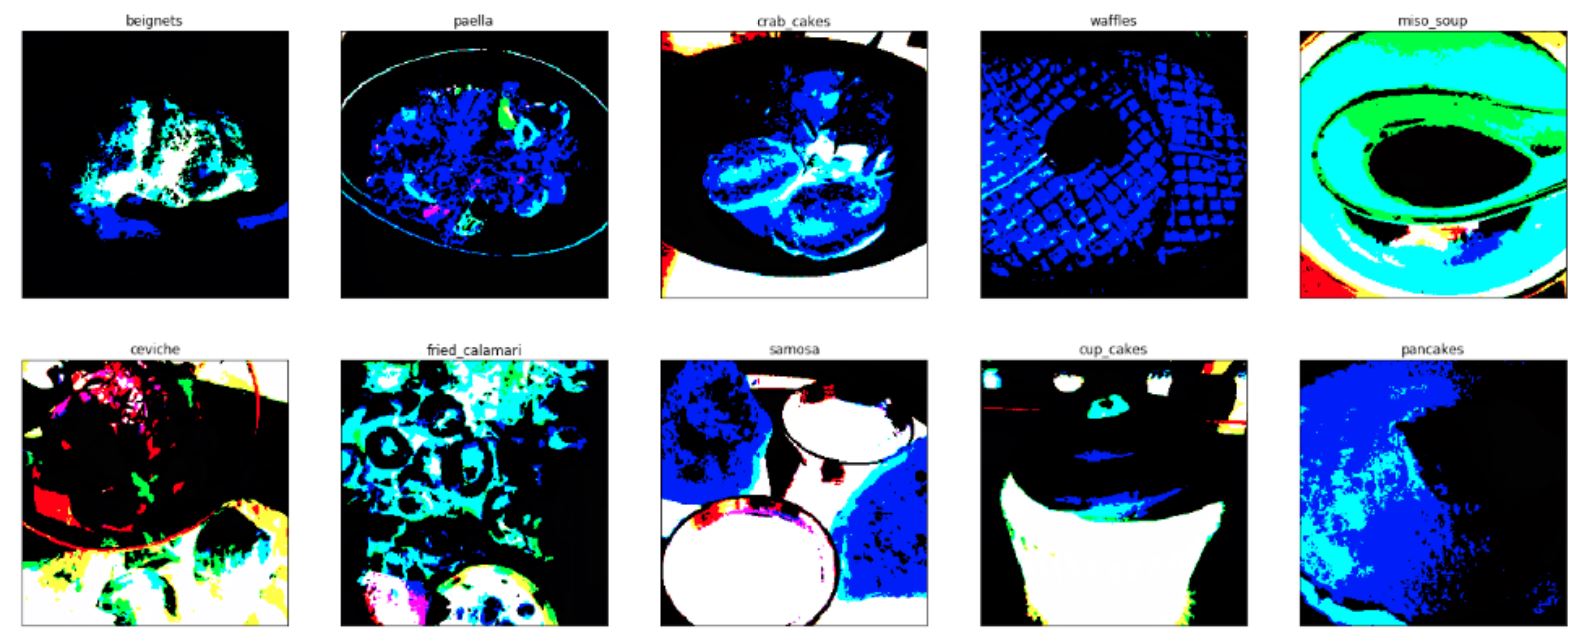 beignets
paella
crab_cakes
waffles
miso_soup
ceviche
fried_calamari
samosa
cup_cakes
pancakes